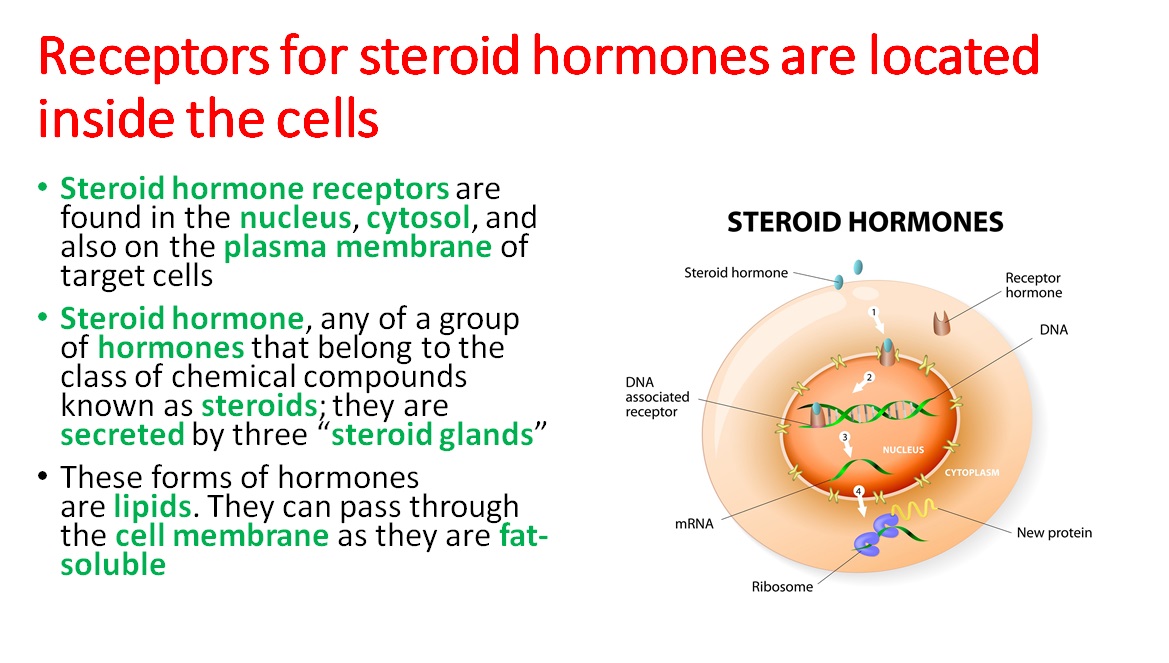 Receptors for steroid hormones are located
inside the cells
• Steroid hormone receptors are
found in the nucleus, cytosol, and
also on the plasma membrane of
target cells
• Steroid hormone, any of a group
of hormones that belong to the
class of chemical compounds
known as steroids; they are
secreted by three “steroid glands”
• These forms of hormones
are lipids. They can pass through
the cell membrane as they are fat-
soluble
STEROID HORMONES
Steroid hormone
Receptor
hormone
DNA
1
2
DNA
associated
receptor
3
NUCLEUS
CYTOPLASM
4
mRNA
New protein
Ribosome